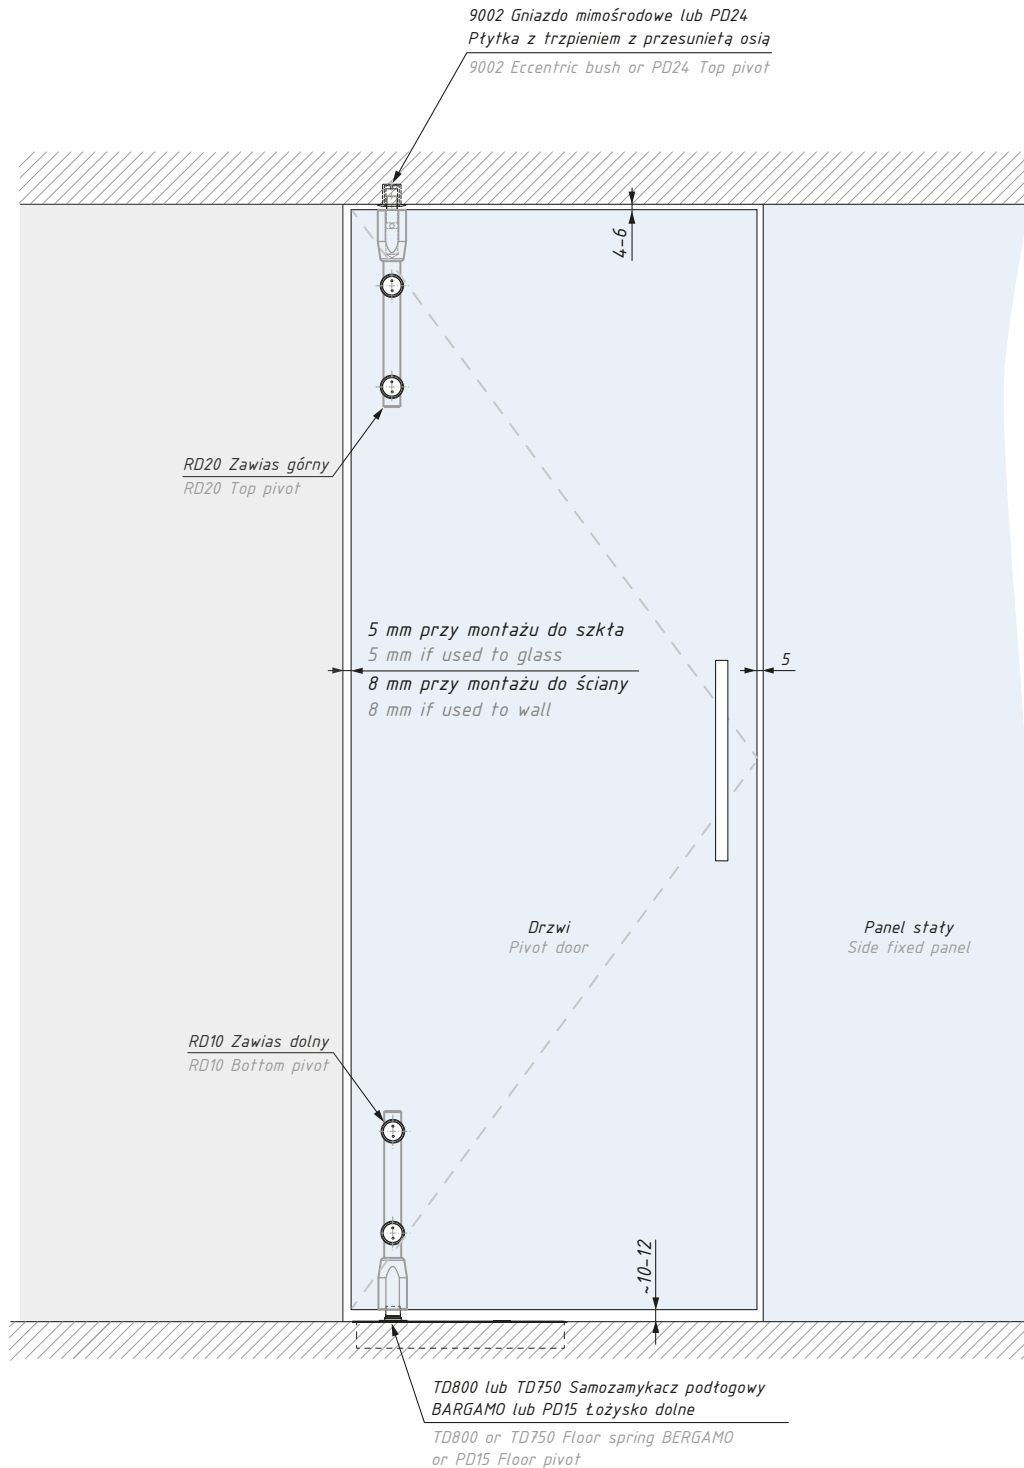 9002 Gniazdo mimośrodowe lub PD24
Płytka z trzpieniem z przesunietą osią
9002 Eccentric bush or PD24 Top pivot
4-6
RD20 Zawias górny
RD20 Top pivot
5 mm przy montażu do szkła
5 mm if used to glass
8 mm przy montażu do ściany
8 mm if used to wall
5
Drzwi
Pivot door
Panel stały
Side fixed panel
RD10 Zawias dolny
RD10 Bottom pivot
~10-12
TD800 lub TD750 Samozamykacz podłogowy
BARGAMO lub PD15 Łożysko dolne
TD800 or TD750 Floor spring BERGAMO
or PD15 Floor pivot